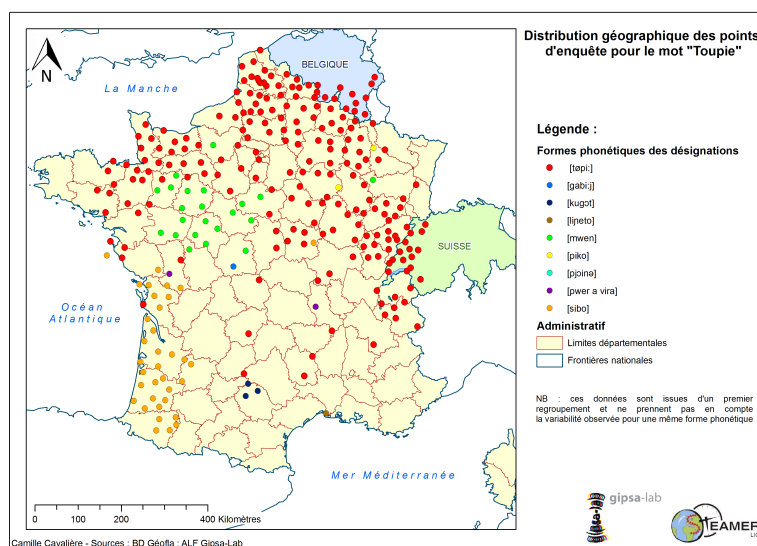 Distribution géographique des points
d'enquête pour le mot "Toupie"
N
BELGIQUE
La Manche
SUISSE
Océan
Atlantique
Mer Méditerranée
Légende :
Formes phonétiques des désignations
[tøpi:]
[gabi:j]
[kugot]
[liɲeto]
[mwen]
[piko]
[pjoinə]
[pwer a vira]
[sibo]
Administratif
Limites départementales
Frontières nationales
NB : ces données sont issues d'un premier
regroupement et ne prennent pas en compte
la variabilité observée pour une même forme phonétique
0 100 200 400 Kilomètres
gipsa-lab
STEAMER
Camille Cavalière - Sources : BD Géofla ; ALF Gipsa-Lab